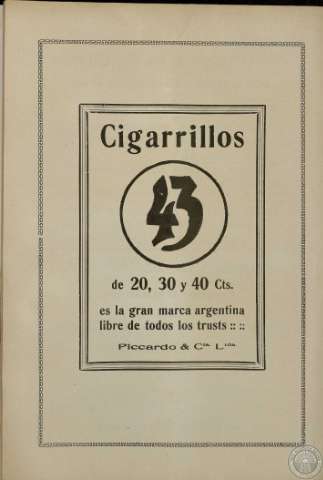 Cigarrillos
43
de 20, 30 y 40 Cts.
es la gran marca argentina
libre de todos los trusts :: ::
Piccardo & Cia. Ltda.